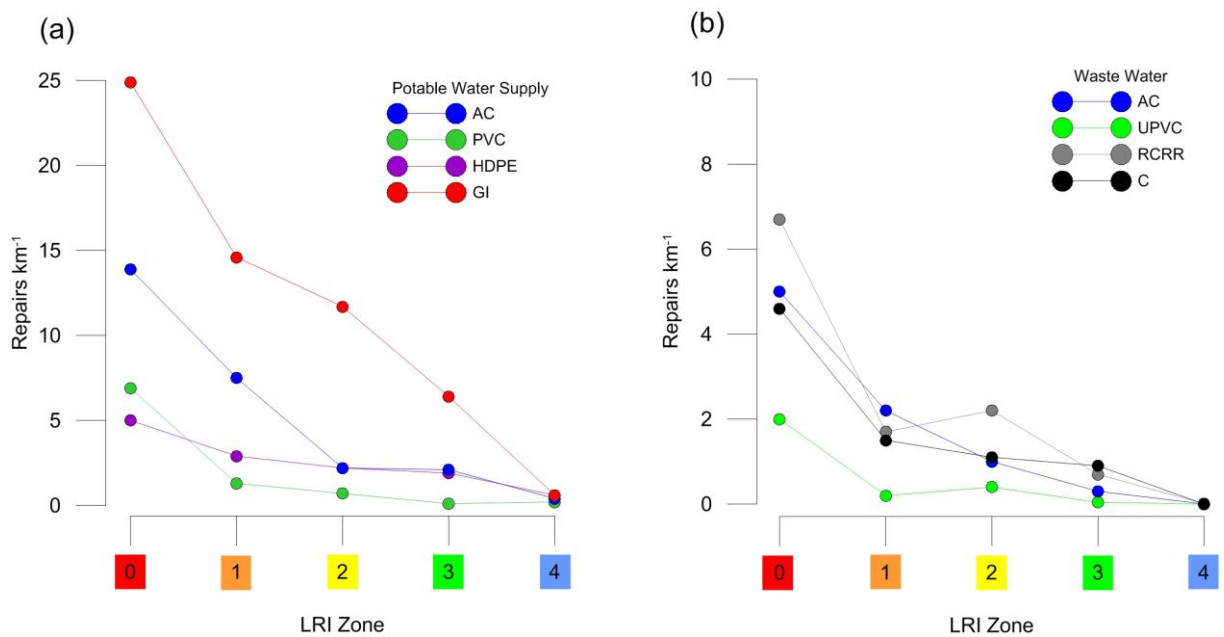 (a)
Repairs km⁻¹
25
20
15
10
5
0
Potable Water Supply
AC
PVC
HDPE
GI
0 1 2 3 4
LRI Zone
(b)
Repairs km⁻¹
10
8
6
4
2
0
Waste Water
AC
UPVC
RCRR
C
0 1 2 3 4
LRI Zone